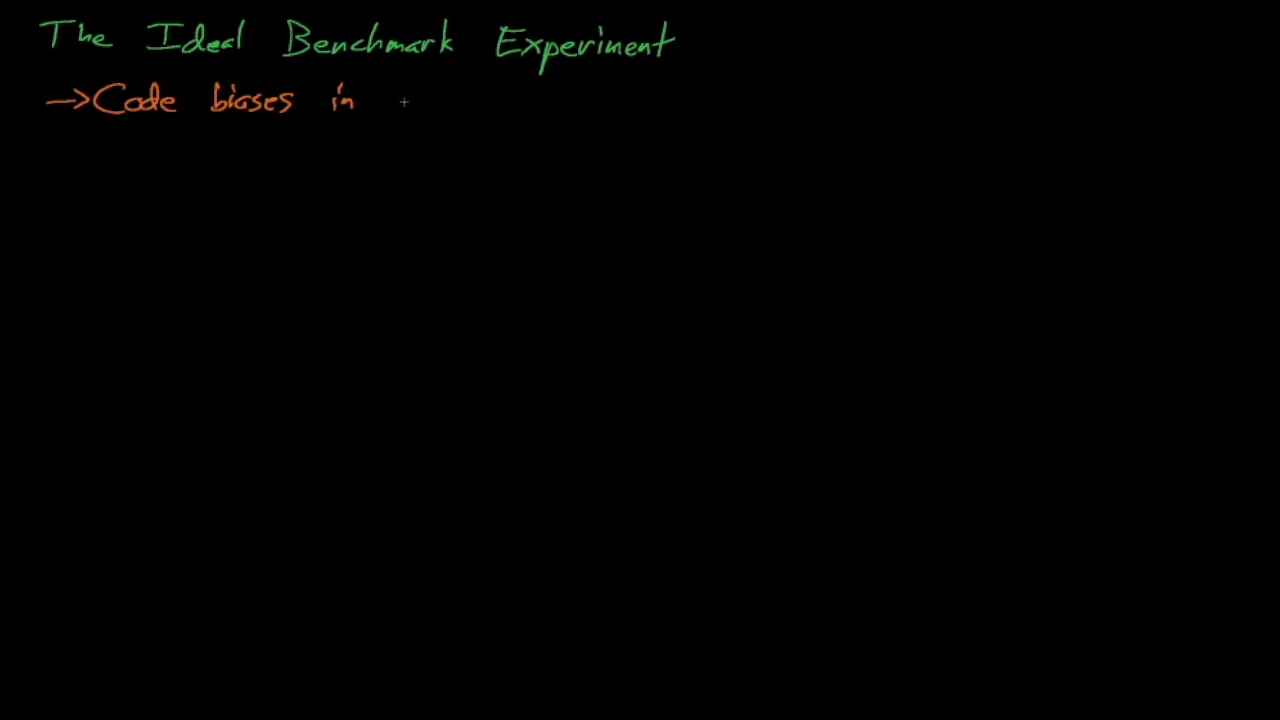 The Ideal Benchmark Experiment
→Code biases in